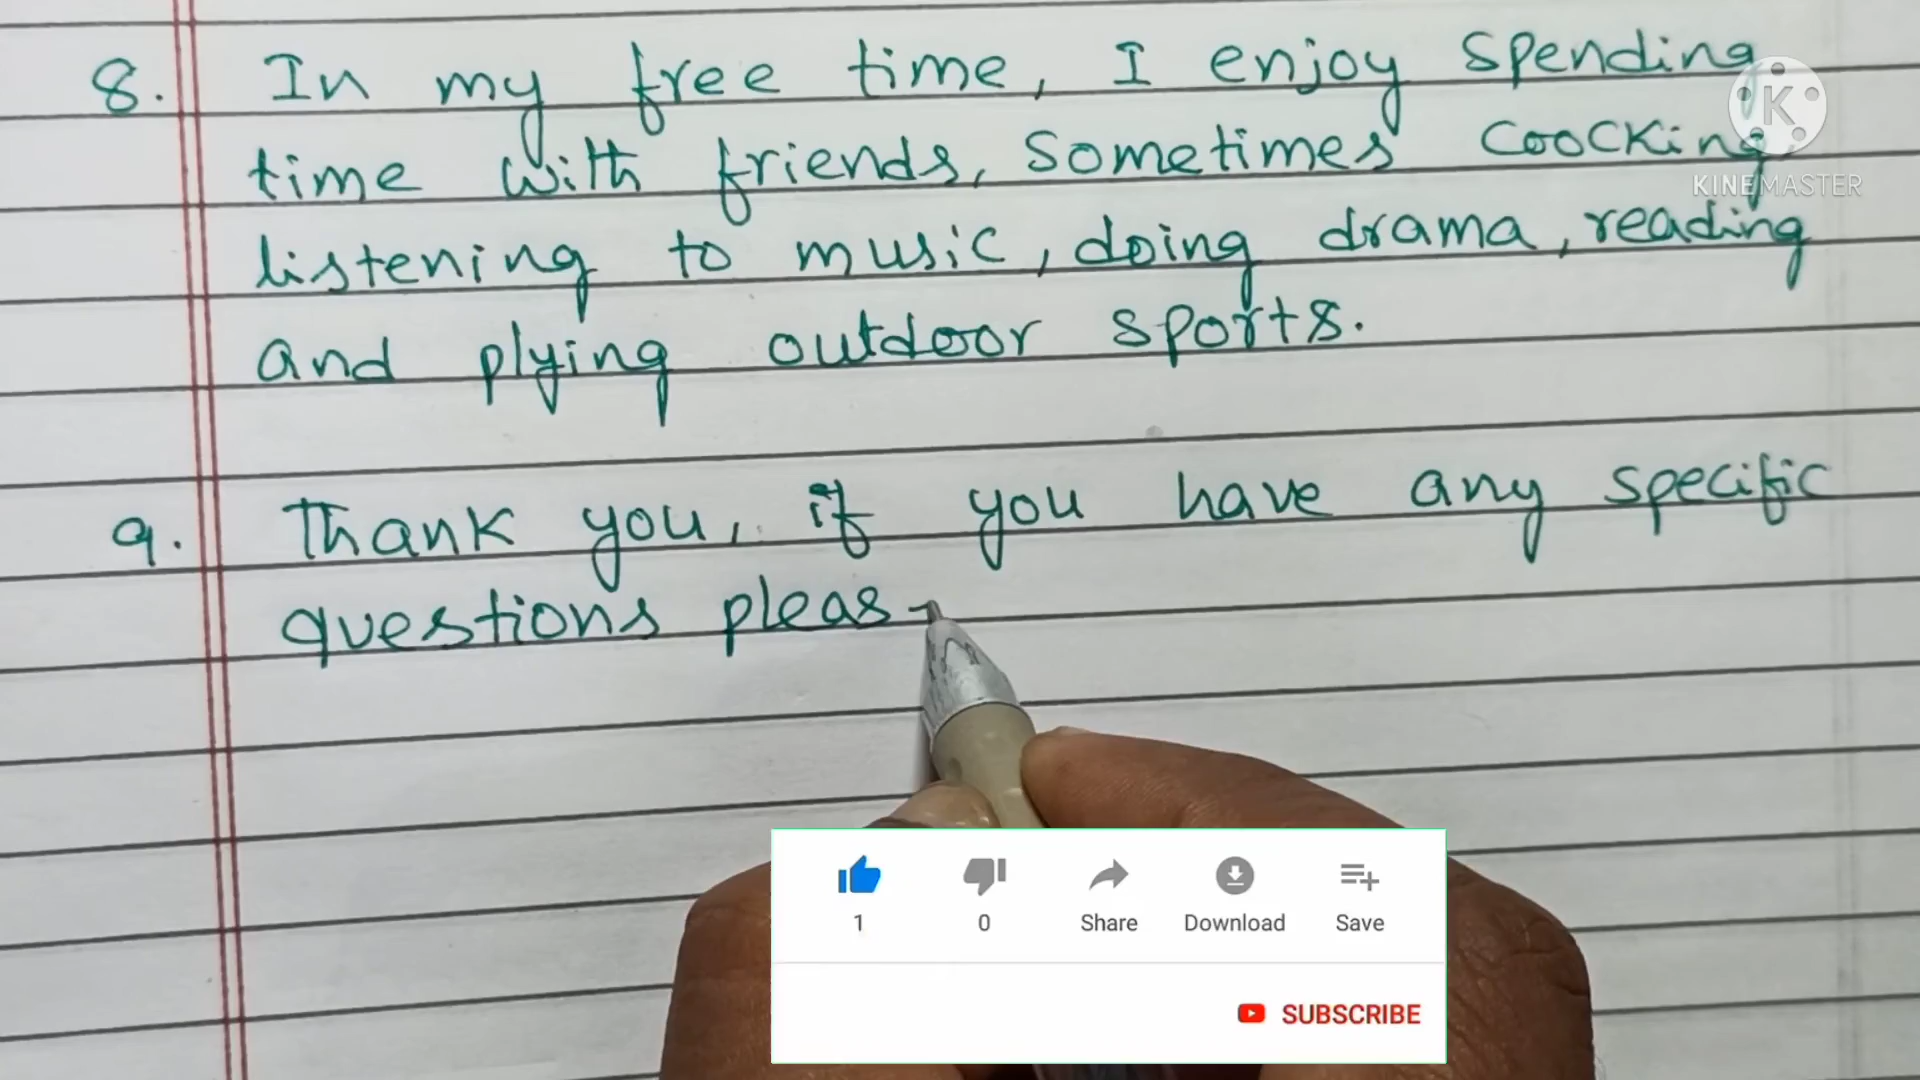 8. In my free time, I enjoy spending
time with friends, sometimes coocking,
listening to music, doing drama, reading
and plying outdoor sports.
9. Thank you, if you have any specific
questions pleas
K
KINEMASTER
1
0
Share
Download
Save
SUBSCRIBE